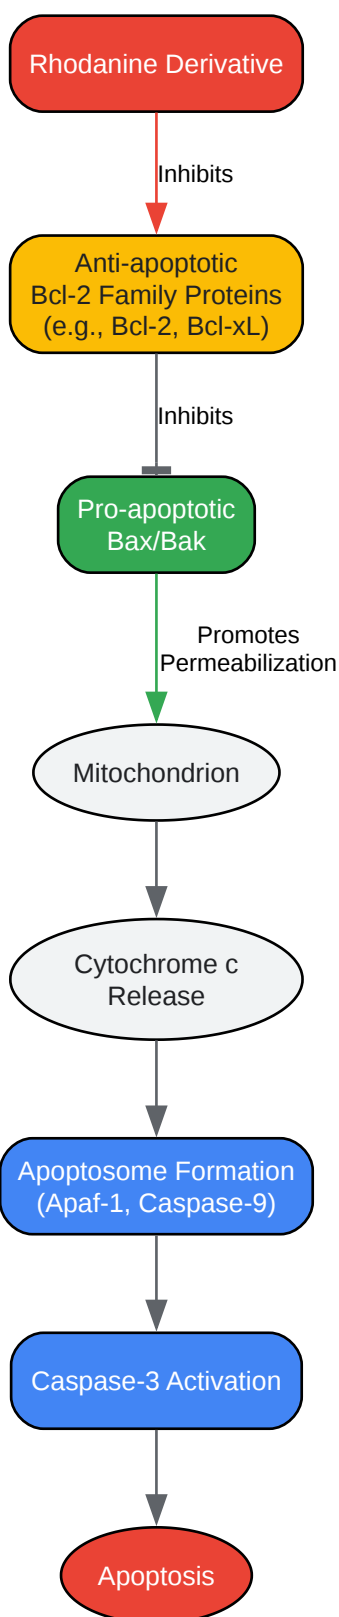 Rhodanine Derivative
Inhibits
Anti-apoptotic
Bcl-2 Family Proteins
(e.g., Bcl-2, Bcl-xL)
Inhibits
Pro-apoptotic
Bax/Bak
Promotes
Permeabilization
Mitochondrion
Cytochrome c
Release
Apoptosome Formation
(Apaf-1, Caspase-9)
Caspase-3 Activation
Apoptosis